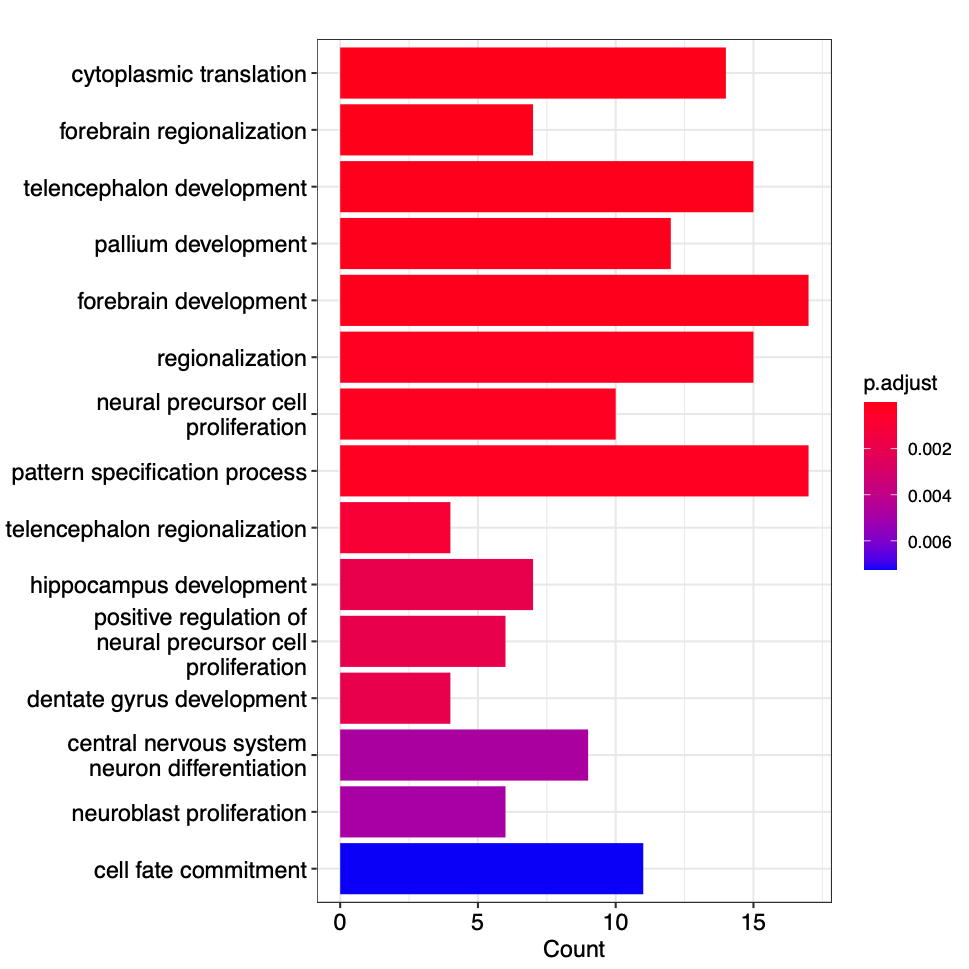 cytoplasmic translation
forebrain regionalization
telencephalon development
pallium development
forebrain development
regionalization
neural precursor cell
proliferation
pattern specification process
telencephalon regionalization
hippocampus development
positive regulation of
neural precursor cell
proliferation
dentate gyrus development
central nervous system
neuron differentiation
neuroblast proliferation
cell fate commitment
0 5 10 15
Count
p.adjust
0.002
0.004
0.006